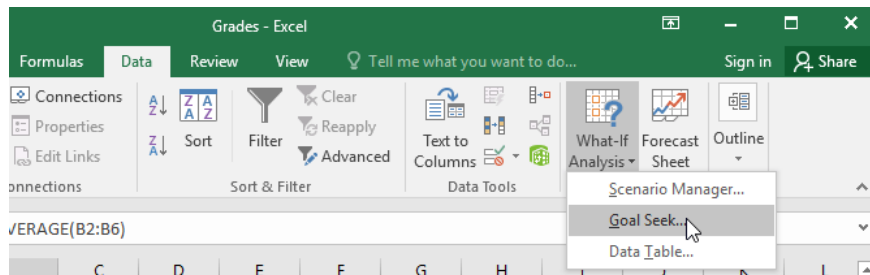 Grades - Excel
Formulas Data Review View Tell me what you want to do... Sign in Share
Connections
Properties
Edit Links
onnections
Sort
Filter
Clear
Reapply
Advanced
Sort & Filter
Text to
Columns
Data Tools
What-If
Analysis
Forecast
Sheet
Outline
Scenario Manager...
Goal Seek...
Data Table...
VERAGE(B2:B6)
C D E F G H